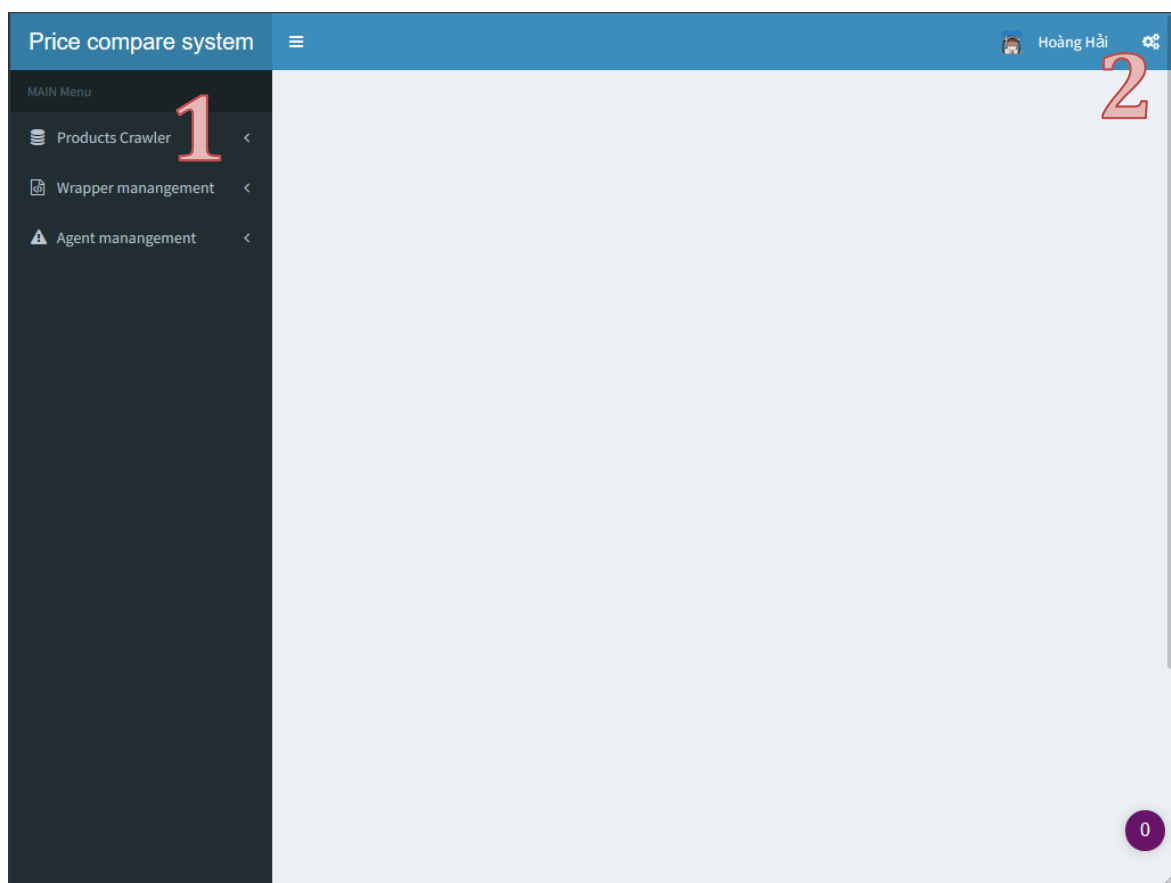 Price compare system
Hoàng Hải
2
MAIN Menu
1
Products Crawler
Wrapper manangement
Agent manangement
0